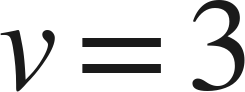 v = 3